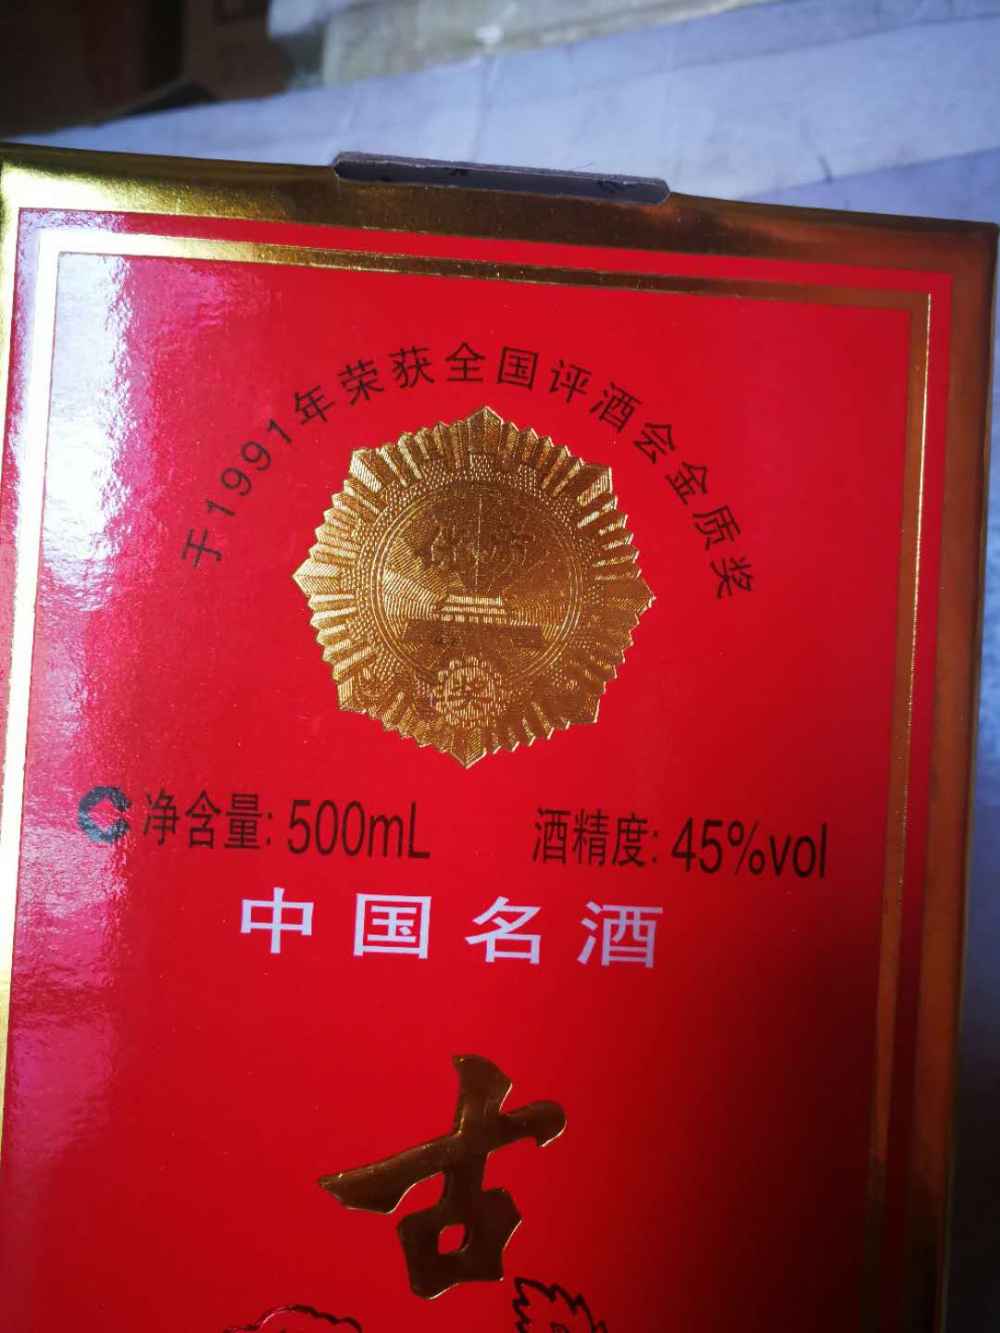 于1991年荣获全国评酒会金质奖
净含量: 500mL 酒精度: 45%vol
中国名酒
古